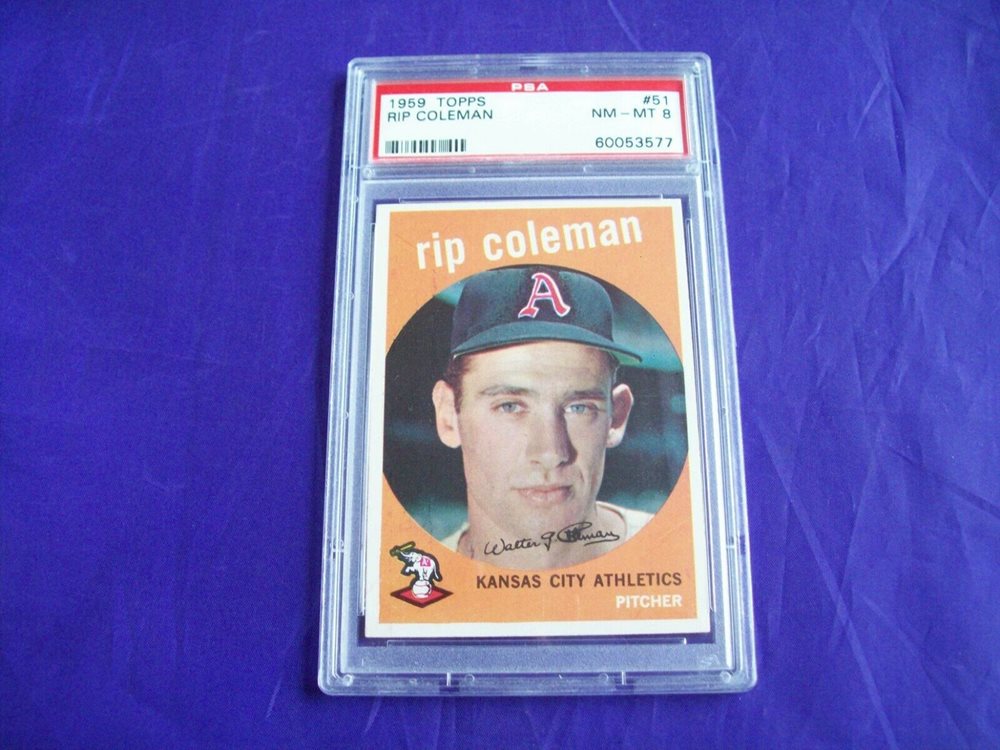 PSA
1959 TOPPS #51
RIP COLEMAN NM-MT 8
60053577
rip coleman
A
Walter J. Coleman
A
KANSAS CITY ATHLETICS
PITCHER